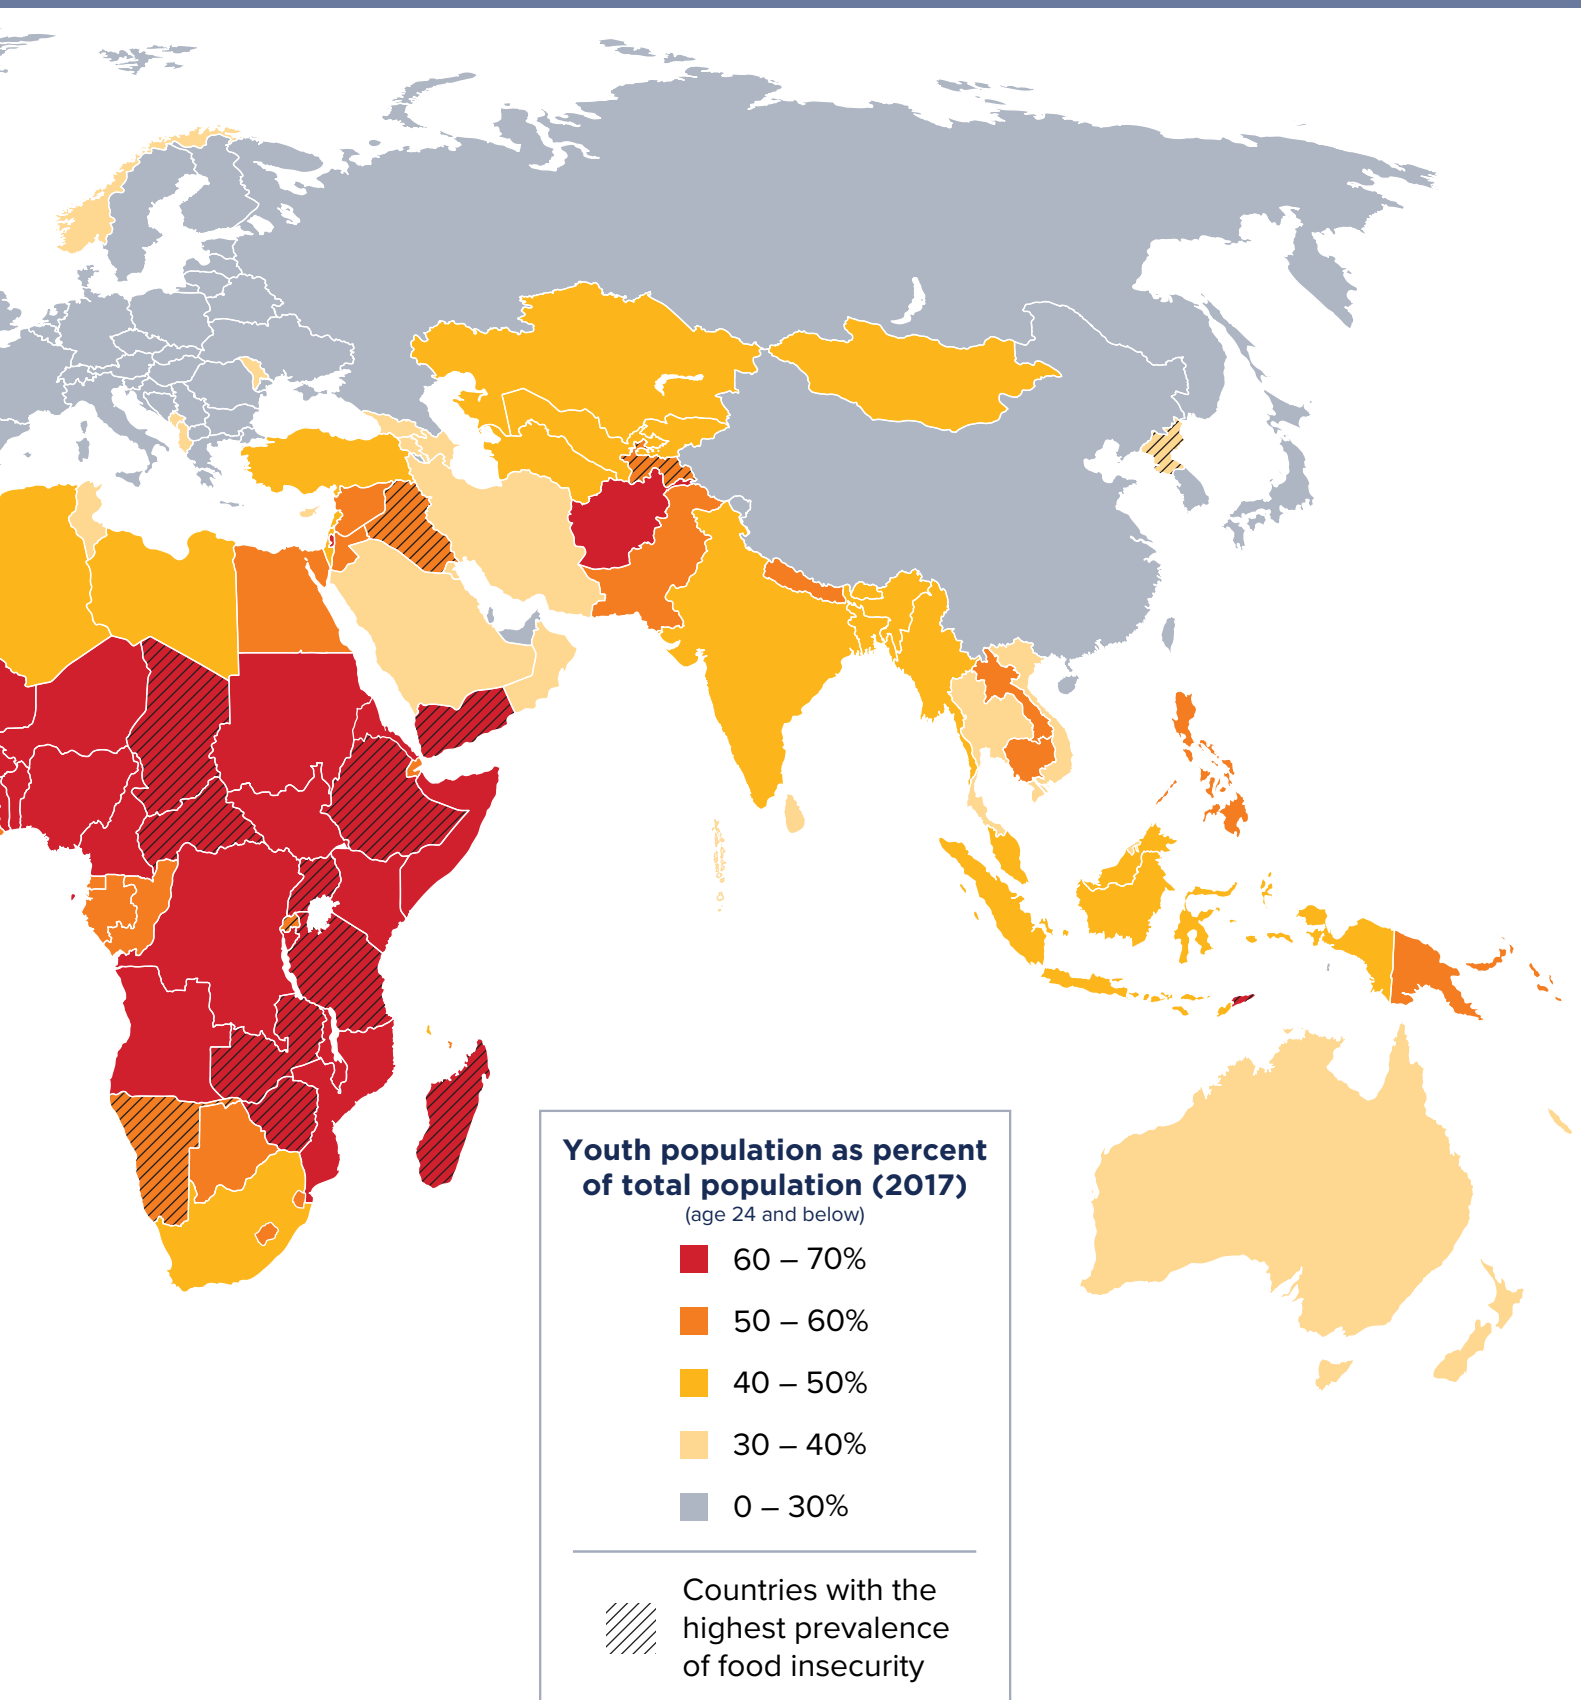 Youth population as percent
of total population (2017)
(age 24 and below)
60 – 70%
50 – 60%
40 – 50%
30 – 40%
0 – 30%
Countries with the
highest prevalence
of food insecurity